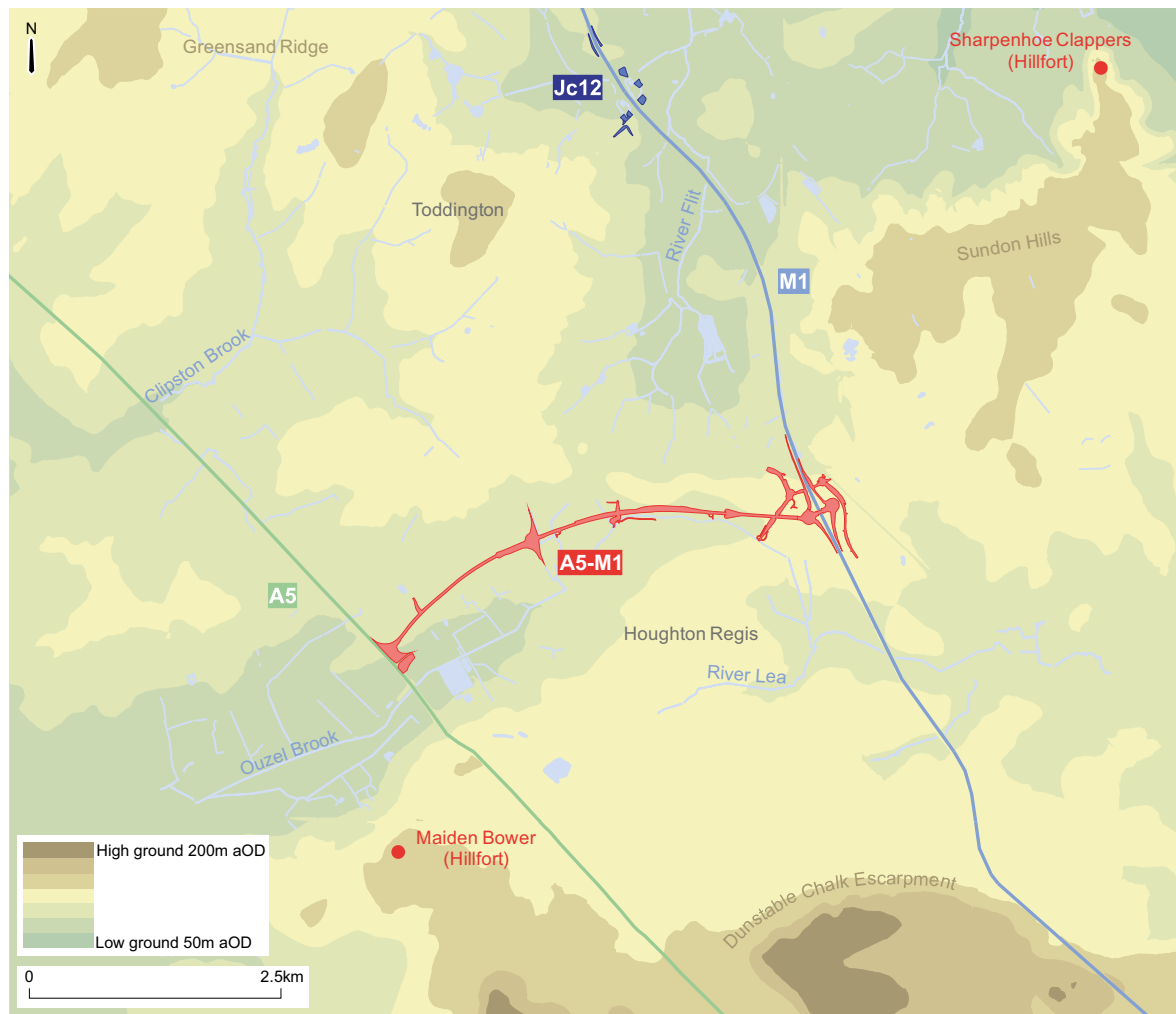 N
Greensand Ridge
Sharpenhoe Clappers
(Hillfort)
Jc12
Toddington
River Flit
Sundon Hills
M1
Clipston Brook
A5-M1
A5
Houghton Regis
River Lea
Ouzel Brook
Maiden Bower
(Hillfort)
Dunstable Chalk Escarpment
High ground 200m aOD
Low ground 50m aOD
0 2.5km